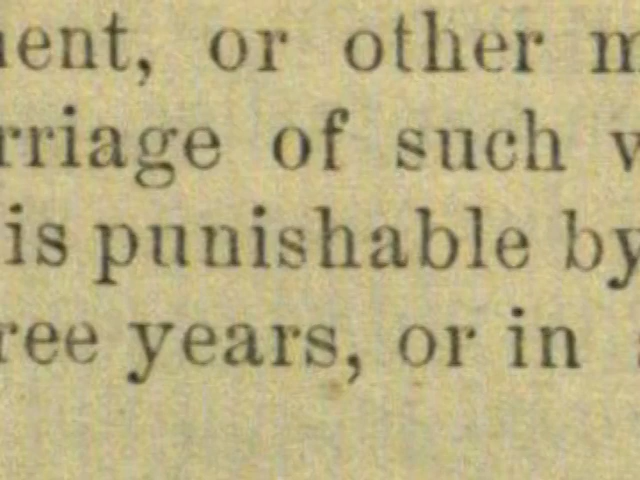 ent, or other m
rriage of such
is punishable by
ree years, or in